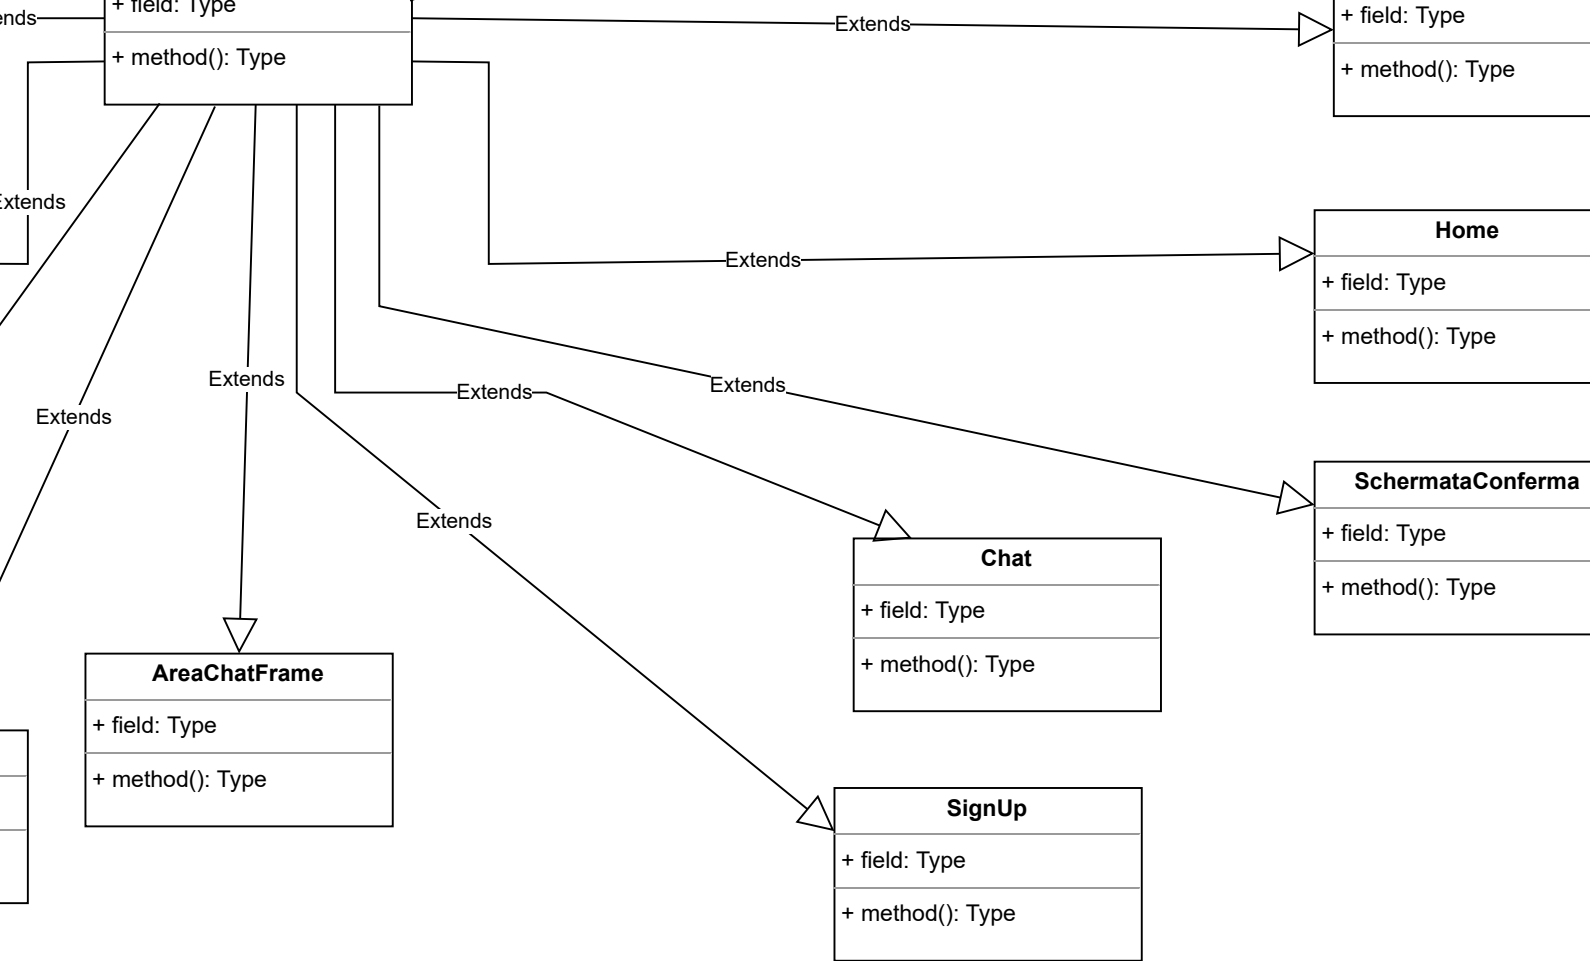 + field: Type
+ method(): Type
Extends
+ field: Type
+ method(): Type
Extends
Home
+ field: Type
+ method(): Type
Extends
Extends
Extends
Extends
Extends
Extends
SchermataConferma
+ field: Type
+ method(): Type
Chat
+ field: Type
+ method(): Type
AreaChatFrame
+ field: Type
+ method(): Type
SignUp
+ field: Type
+ method(): Type